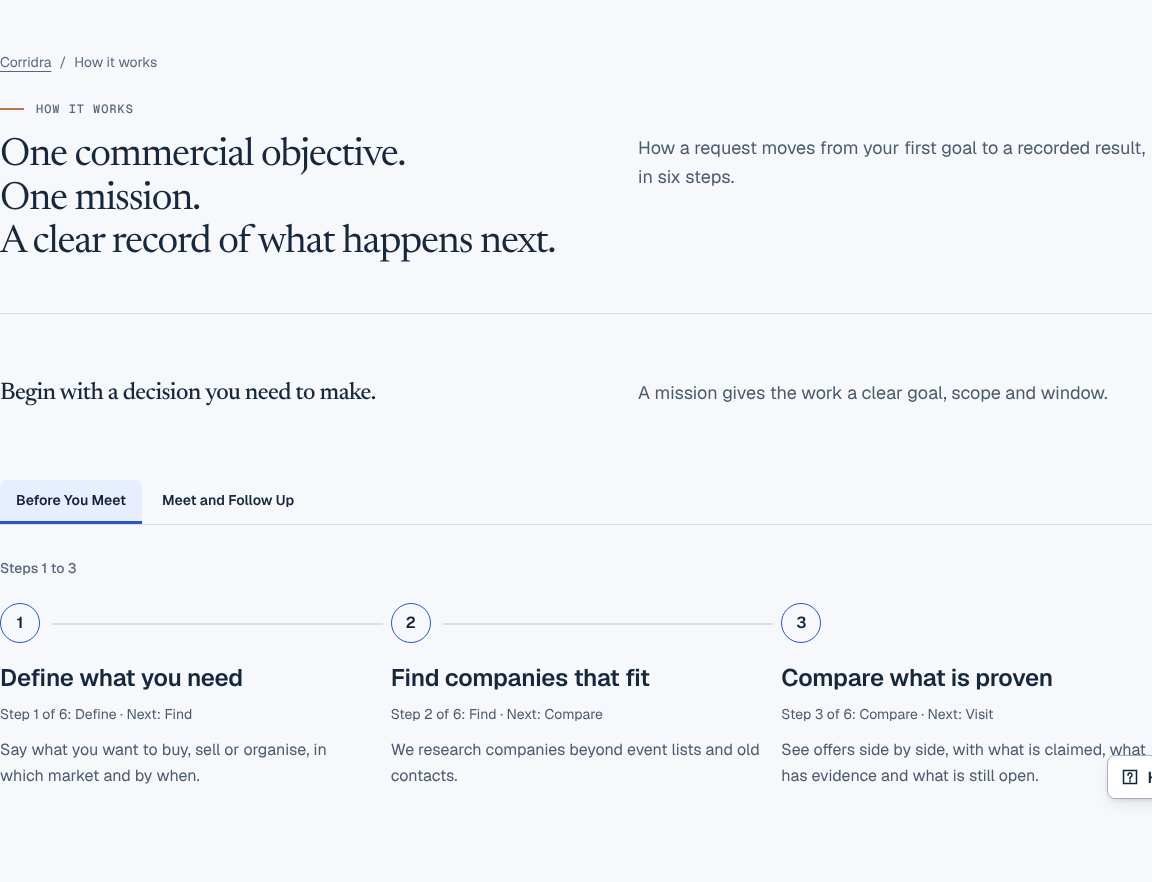 Corridra / How it works
HOW IT WORKS
One commercial objective.
One mission.
A clear record of what happens next.
How a request moves from your first goal to a recorded result,
in six steps.
Begin with a decision you need to make.
A mission gives the work a clear goal, scope and window.
Before You Meet
Meet and Follow Up
Steps 1 to 3
1
2
3
Define what you need
Step 1 of 6: Define · Next: Find
Say what you want to buy, sell or organise, in
which market and by when.
Find companies that fit
Step 2 of 6: Find · Next: Compare
We research companies beyond event lists and old
contacts.
Compare what is proven
Step 3 of 6: Compare · Next: Visit
See offers side by side, with what is claimed, what
has evidence and what is still open.